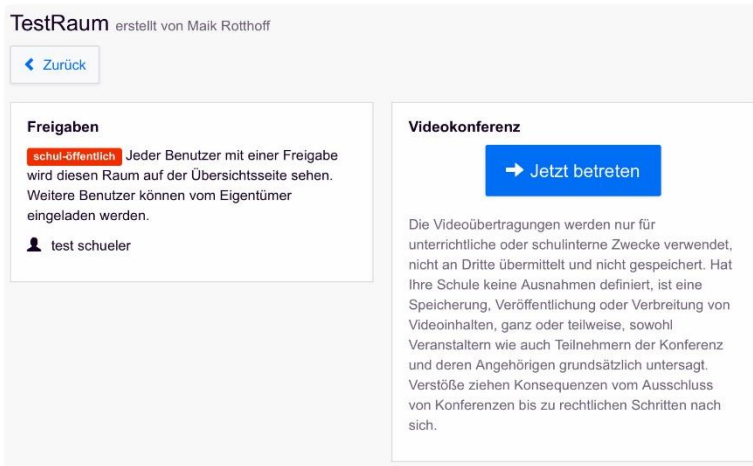 TestRaum erstellt von Maik Rotthoff
Zurück
Freigaben
schul-öffentlich Jeder Benutzer mit einer Freigabe
wird diesen Raum auf der Übersichtsseite sehen.
Weitere Benutzer können vom Eigentümer
eingeladen werden.
test schueler
Videokonferenz
Jetzt betreten
Die Videoübertragungen werden nur für
unterrichtliche oder schulinterne Zwecke verwendet,
nicht an Dritte übermittelt und nicht gespeichert. Hat
Ihre Schule keine Ausnahmen definiert, ist eine
Speicherung, Veröffentlichung oder Verbreitung von
Videoinhalten, ganz oder teilweise, sowohl
Veranstaltern wie auch Teilnehmern der Konferenz
und deren Angehörigen grundsätzlich untersagt.
Verstöße ziehen Konsequenzen vom Ausschluss
von Konferenzen bis zu rechtlichen Schritten nach
sich.